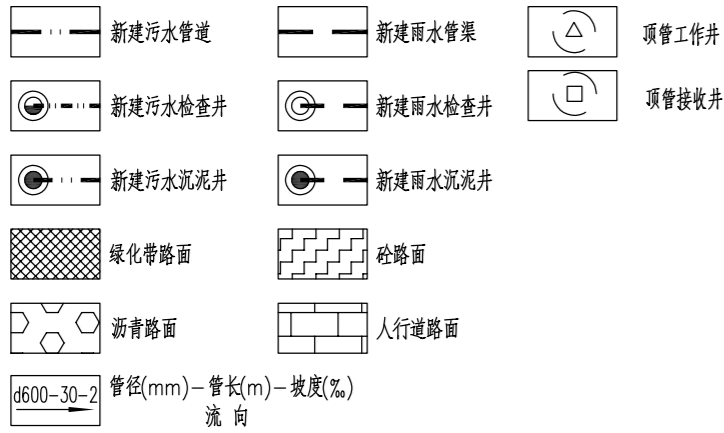 新建污水管道
新建雨水管渠
顶管工作井
新建污水检查井
新建雨水检查井
顶管接收井
新建污水沉泥井
新建雨水沉泥井
绿化带路面
砼路面
沥青路面
人行道路面
d600-30-2
管径(mm)-管长(m)-坡度(‰)
流 向